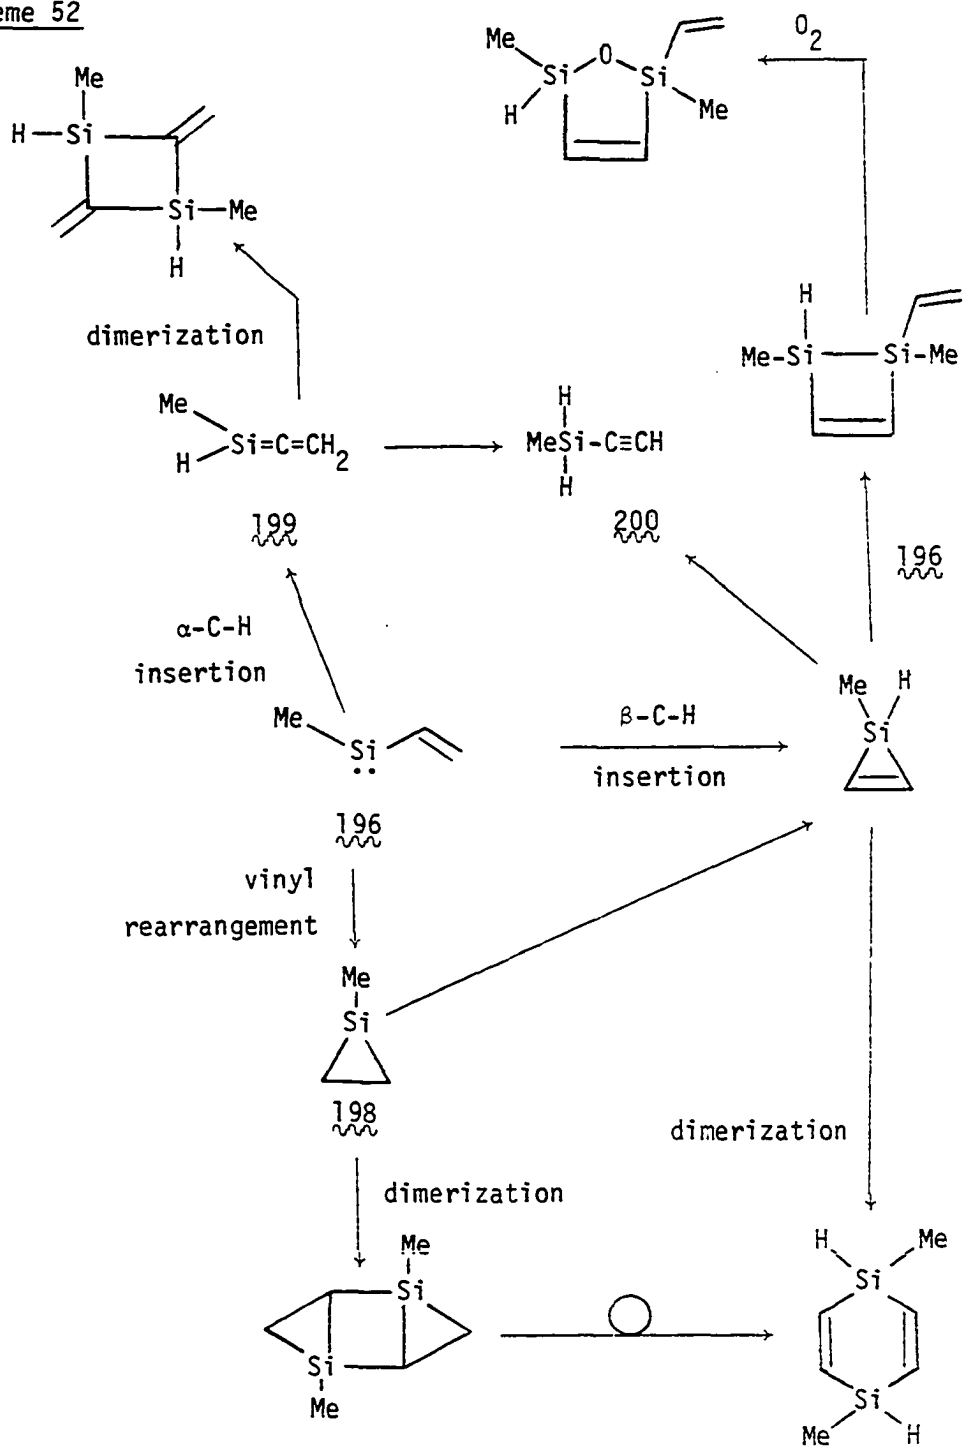 eme 52
Me
H—Si
Si—Me
H
Me
Si
O
Si
H
Me
O2
dimerization
H
Me-Si
Si-Me
Me
H
Si=C=CH2
H
MeSi-C≡CH
H
199
200
196
α-C-H
insertion
Me
Si
••
196
β-C-H
insertion
Me
H
Si
vinyl
rearrangement
Me
Si
198
dimerization
dimerization
Me
Si
Si
Me
H
Me
Si
Si
Me
H